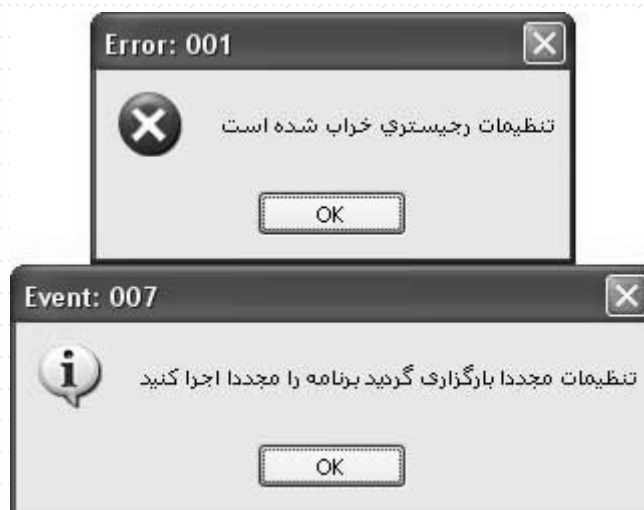 Error: 001
تنظیمات رجیستري خراب شده است
OK
Event: 007
تنظیمات مجددا بارگزاری گردید برنامه را مجددا اجرا کنید
OK